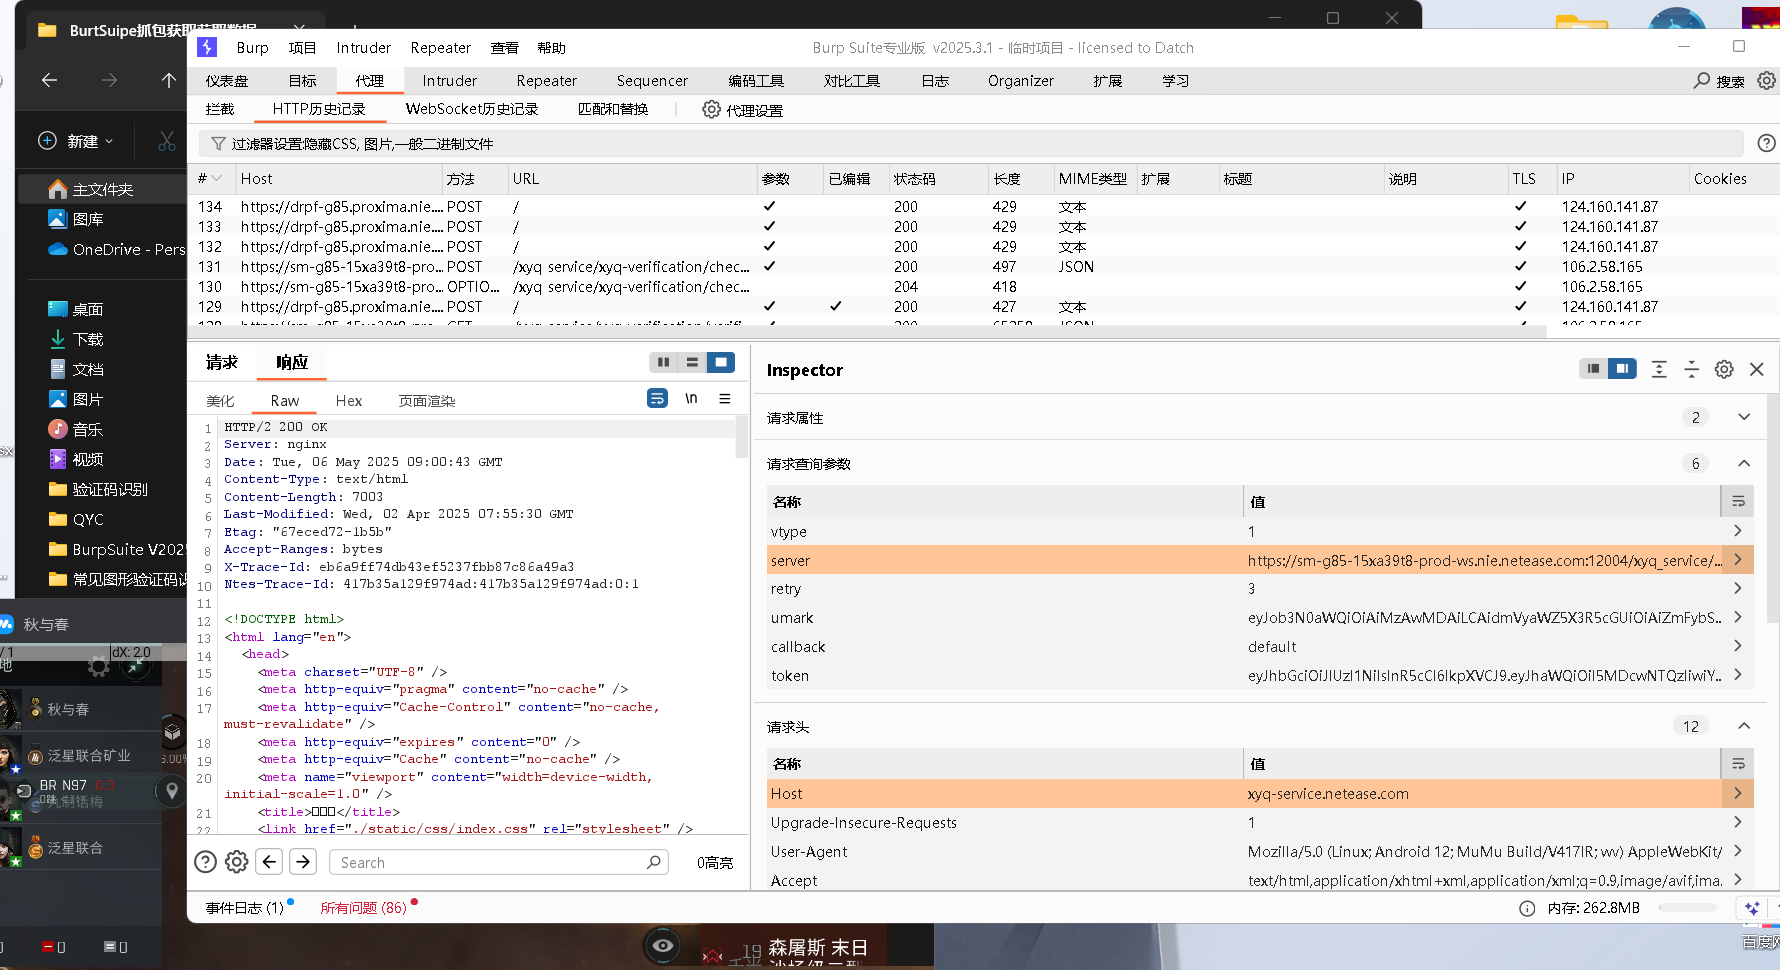 BurtSuipe抓包获取获取数据
Burp 项目 Intruder Repeater 查看 帮助
Burp Suite专业版 v2025.3.1 - 临时项目 - licensed to Datch
仪表盘 目标 代理 Intruder Repeater Sequencer 编码工具 对比工具 日志 Organizer 扩展 学习
搜索
拦截 HTTP历史记录 WebSocket历史记录 匹配和替换 代理设置
过滤器设置:隐藏CSS, 图片,一般二进制文件
# Host 方法 URL 参数 已编辑 状态码 长度 MIME类型 扩展 标题 说明 TLS IP Cookies
134 https://drpf-g85.proxima.nie.... POST / ✓ 200 429 文本 ✓ 124.160.141.87
133 https://drpf-g85.proxima.nie.... POST / ✓ 200 429 文本 ✓ 124.160.141.87
132 https://drpf-g85.proxima.nie.... POST / ✓ 200 429 文本 ✓ 124.160.141.87
131 https://sm-g85-15xa39t8-pro... POST /xyq_service/xyq-verification/chec... ✓ 200 497 JSON ✓ 106.2.58.165
130 https://sm-g85-15xa39t8-pro... OPTIO... /xyq_service/xyq-verification/chec... 204 418 ✓ 106.2.58.165
129 https://drpf-g85.proxima.nie.... POST / ✓ ✓ 200 427 文本 ✓ 124.160.141.87
新建
主文件夹
图库
OneDrive - Pers
桌面
下载
文档
图片
音乐
视频
验证码识别
QYC
BurpSuite V2025
常见图形验证码识
请求 响应
美化 Raw Hex 页面渲染
\n
1 HTTP/2 200 OK
2 Server: nginx
3 Date: Tue, 06 May 2025 09:00:43 GMT
4 Content-Type: text/html
5 Content-Length: 7003
6 Last-Modified: Wed, 02 Apr 2025 07:55:30 GMT
7 Etag: "67eced72-1b5b"
8 Accept-Ranges: bytes
9 X-Trace-Id: eb6a9ff74db43ef5237fbb87c86a49a3
10 Ntes-Trace-Id: 417b35a129f974ad:417b35a129f974ad:0:1
11
12 <!DOCTYPE html>
13 <html lang="en">
14 <head>
15 <meta charset="UTF-8" />
16 <meta http-equiv="pragma" content="no-cache" />
17 <meta http-equiv="Cache-Control" content="no-cache,
must-revalidate" />
18 <meta http-equiv="expires" content="0" />
19 <meta http-equiv="Cache" content="no-cache" />
20 <meta name="viewport" content="width=device-width,
initial-scale=1.0" />
21 <title>□□□</title>
22 <link href="./static/css/index.css" rel="stylesheet" />
Search
0高亮
Inspector
请求属性 2
请求查询参数 6
名称 值
vtype 1
server https://sm-g85-15xa39t8-prod-ws.nie.netease.com:12004/xyq_service/...
retry 3
umark eyJob3N0aWQiOiAiMzAwMDAiLCAidmVyaWZ5X3R5cGUiOiAiZmFybS...
callback default
token eyJhbGciOiJIUzI1NiIsInR5cCI6IkpXVCJ9.eyJhaWQiOiI5MDcwNTQzIiwiY...
请求头 12
名称 值
Host xyq-service.netease.com
Upgrade-Insecure-Requests 1
User-Agent Mozilla/5.0 (Linux; Android 12; MuMu Build/V417IR; wv) AppleWebKit/
Accept text/html,application/xhtml+xml,application/xml;q=0.9,image/avif,ima.
事件日志 (1) 所有问题 (86)
内存: 262.8MB
秋与春
/ 1 dX: 2.0
地
秋与春
泛星联合矿业
BR N97 -0.3
泛星联合
19 森屠斯 末日
百度网